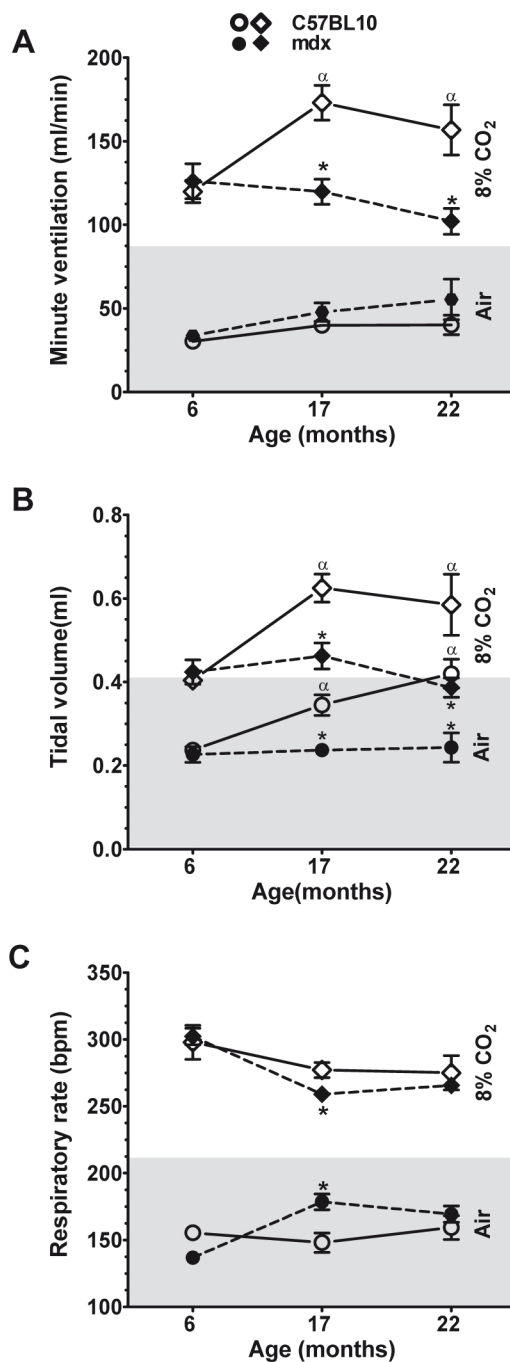 C57BL10
mdx
A
Minute ventilation (ml/min)
200
150
100
50
0
α
α
*
*
8% CO₂
Air
6
17
22
Age (months)
B
Tidal volume(ml)
0.8
0.6
0.4
0.2
0.0
α
α
*
α
*
α
*
*
8% CO₂
Air
6
17
22
Age(months)
C
Respiratory rate (bpm)
350
300
250
200
150
100
*
*
8% CO₂
Air
6
17
22
Age (months)